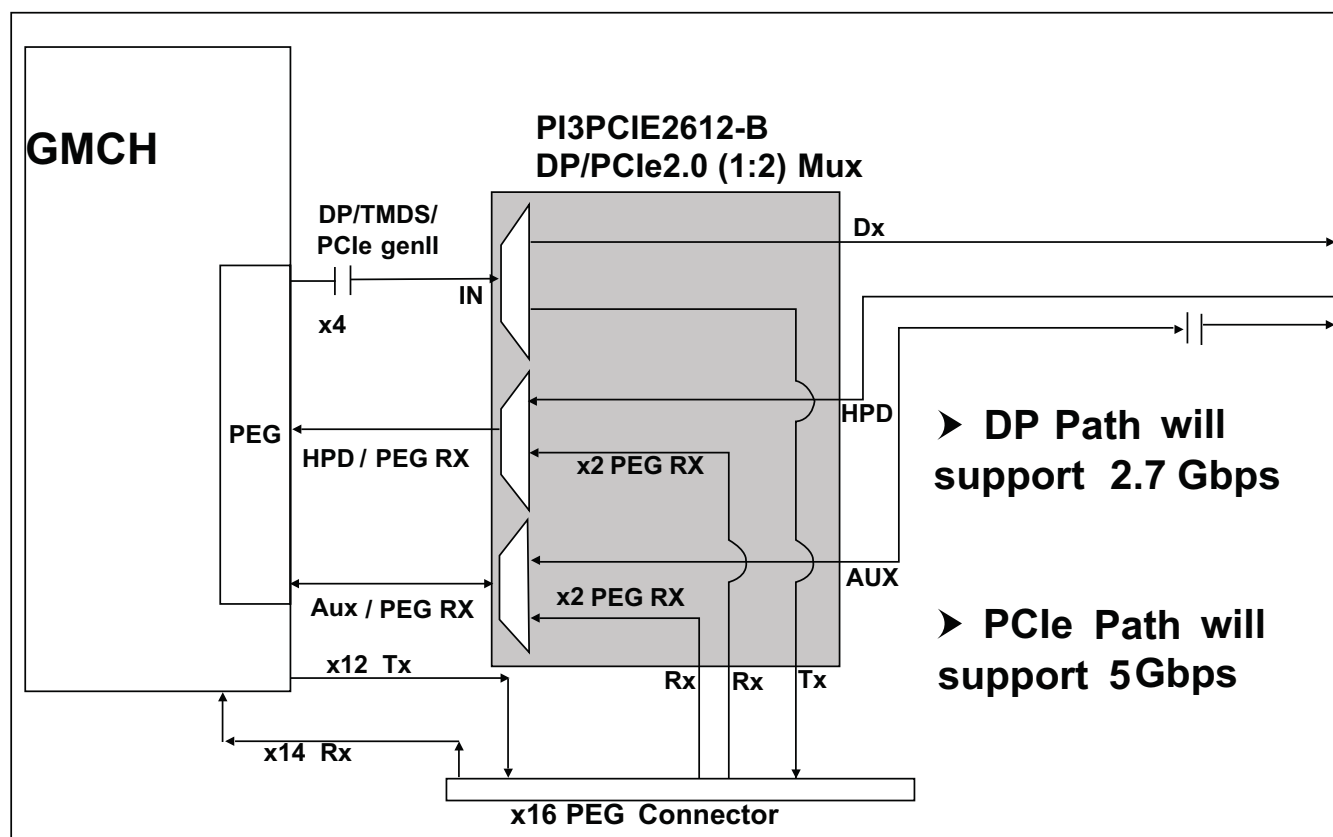 GMCH
PI3PCIE2612-B
DP/PCIe2.0 (1:2) Mux
DP/TMDS/
PCIe genII
x4
IN
Dx
PEG
HPD / PEG RX
x2 PEG RX
HPD
➤ DP Path will
support 2.7 Gbps
Aux / PEG RX
x2 PEG RX
AUX
➤ PCIe Path will
support 5Gbps
x12 Tx
Rx
Rx
Tx
x14 Rx
x16 PEG Connector